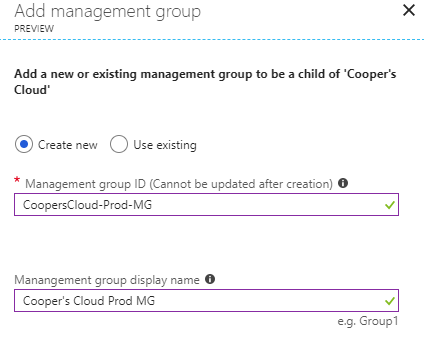 Add management group
PREVIEW
Add a new or existing management group to be a child of 'Cooper's
Cloud'
Create new Use existing
* Management group ID (Cannot be updated after creation)
CoopersCloud-Prod-MG
Manangement group display name
Cooper's Cloud Prod MG
e.g. Group1